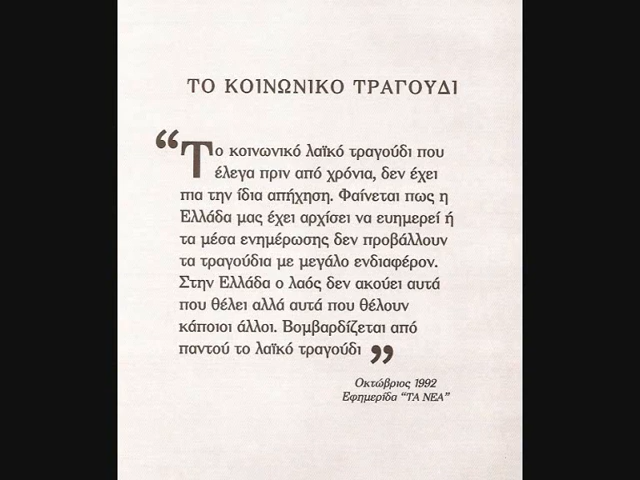 ΤΟ ΚΟΙΝΩΝΙΚΟ ΤΡΑΓΟΥΔΙ
“Το κοινωνικό λαϊκό τραγούδι που
έλεγα πριν από χρόνια, δεν έχει
πια την ίδια απήχηση. Φαίνεται πως η
Ελλάδα μας έχει αρχίσει να ευημερεί ή
τα μέσα ενημέρωσης δεν προβάλλουν
τα τραγούδια με μεγάλο ενδιαφέρον.
Στην Ελλάδα ο λαός δεν ακούει αυτά
που θέλει αλλά αυτά που θέλουν
κάποιοι άλλοι. Βομβαρδίζεται από
παντού το λαϊκό τραγούδι”
Οκτώβριος 1992
Εφημερίδα “ΤΑ ΝΕΑ”